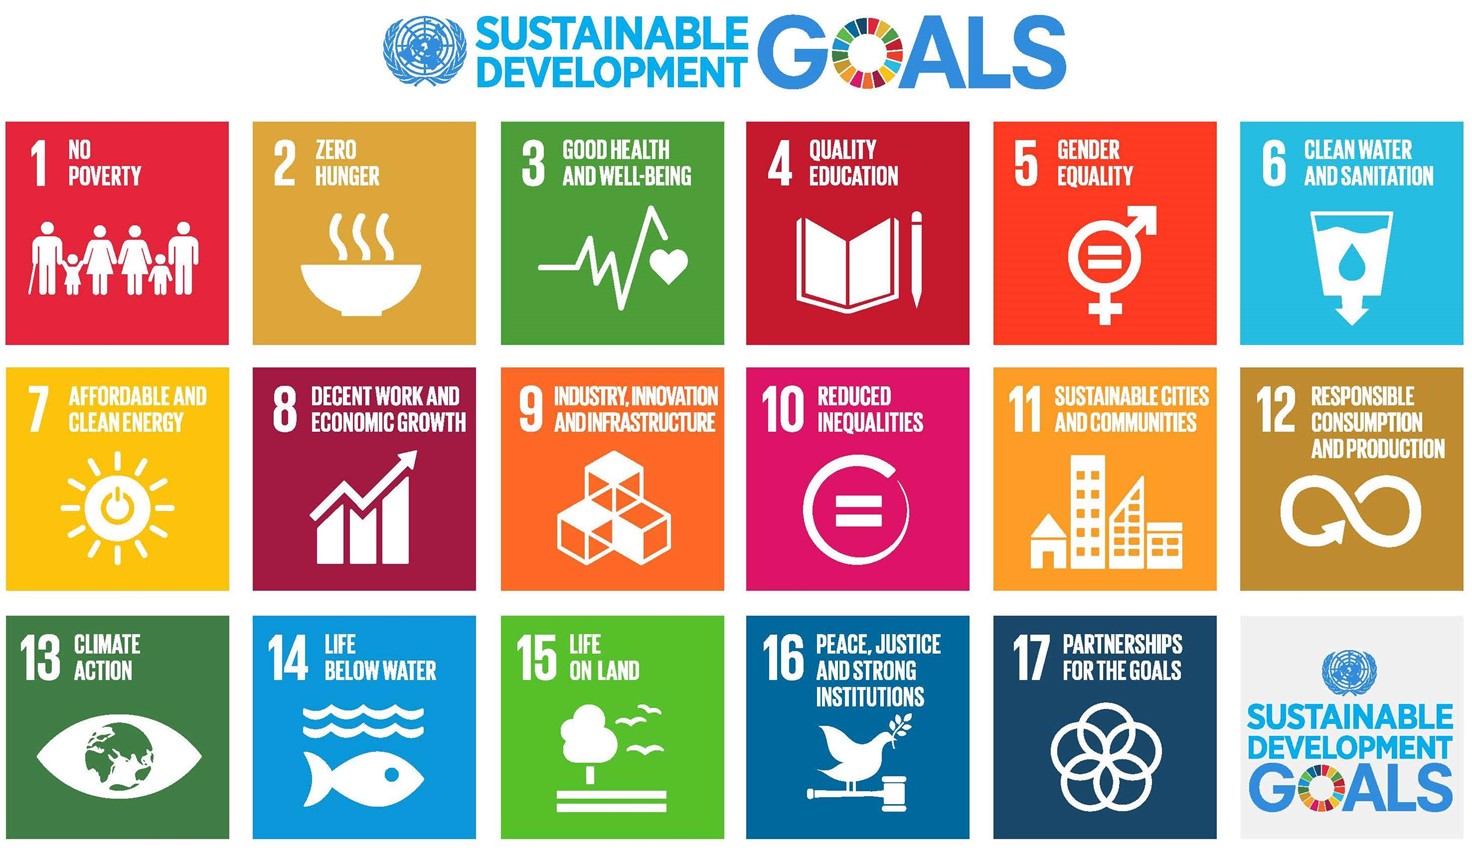 SUSTAINABLE
DEVELOPMENT
GOALS
1 NO
POVERTY
2 ZERO
HUNGER
3 GOOD HEALTH
AND WELL-BEING
4 QUALITY
EDUCATION
5 GENDER
EQUALITY
6 CLEAN WATER
AND SANITATION
7 AFFORDABLE AND
CLEAN ENERGY
8 DECENT WORK AND
ECONOMIC GROWTH
9 INDUSTRY, INNOVATION
AND INFRASTRUCTURE
10 REDUCED
INEQUALITIES
11 SUSTAINABLE CITIES
AND COMMUNITIES
12 RESPONSIBLE
CONSUMPTION
AND PRODUCTION
13 CLIMATE
ACTION
14 LIFE
BELOW WATER
15 LIFE
ON LAND
16 PEACE, JUSTICE
AND STRONG
INSTITUTIONS
17 PARTNERSHIPS
FOR THE GOALS
SUSTAINABLE
DEVELOPMENT
GOALS